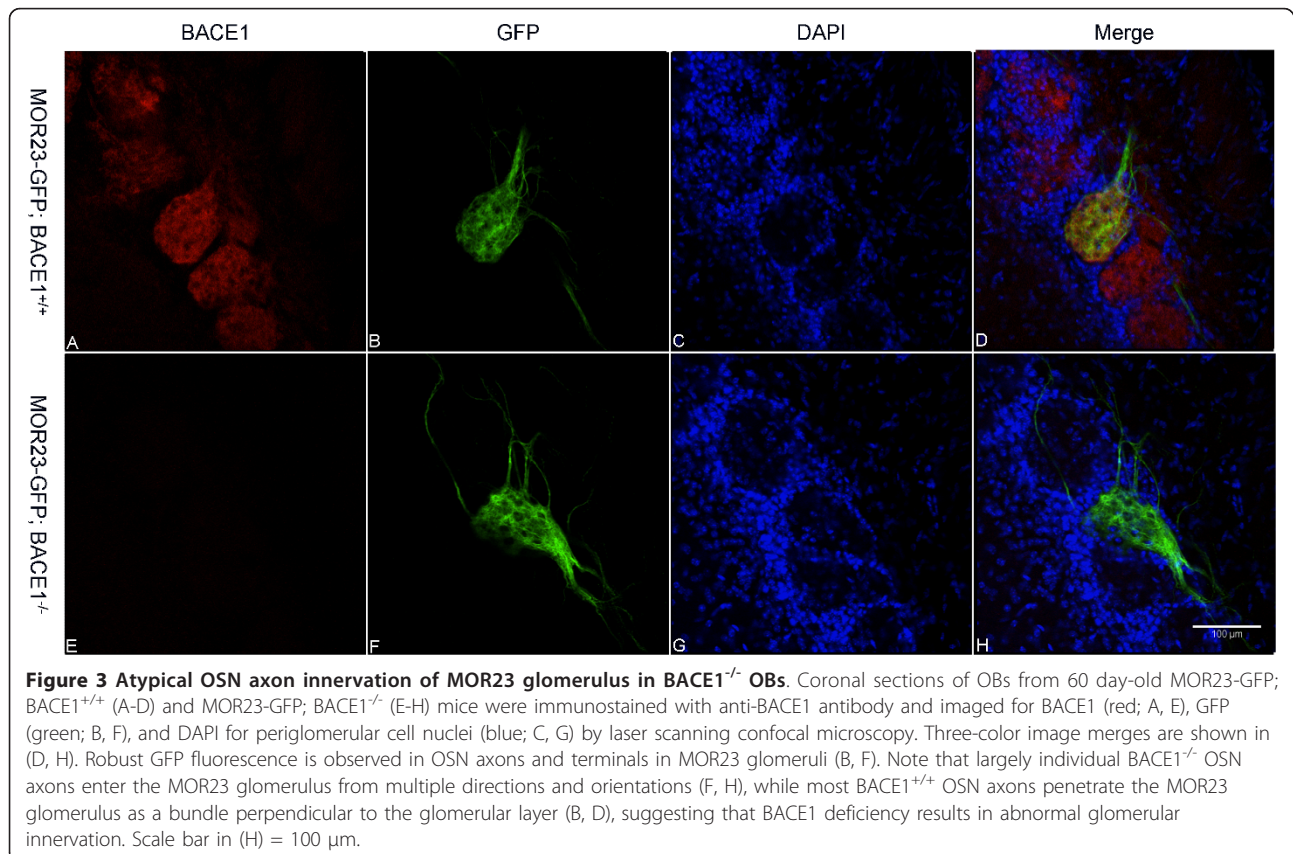 BACE1 GFP DAPI Merge
MOR23-GFP; BACE1+/+
A B C D
MOR23-GFP; BACE1-/-
E F G H
100 µm
Figure 3 Atypical OSN axon innervation of MOR23 glomerulus in BACE1-/- OBs. Coronal sections of OBs from 60 day-old MOR23-GFP;
BACE1+/+ (A-D) and MOR23-GFP; BACE1-/- (E-H) mice were immunostained with anti-BACE1 antibody and imaged for BACE1 (red; A, E), GFP
(green; B, F), and DAPI for periglomerular cell nuclei (blue; C, G) by laser scanning confocal microscopy. Three-color image merges are shown in
(D, H). Robust GFP fluorescence is observed in OSN axons and terminals in MOR23 glomeruli (B, F). Note that largely individual BACE1-/- OSN
axons enter the MOR23 glomerulus from multiple directions and orientations (F, H), while most BACE1+/+ OSN axons penetrate the MOR23
glomerulus as a bundle perpendicular to the glomerular layer (B, D), suggesting that BACE1 deficiency results in abnormal glomerular
innervation. Scale bar in (H) = 100 µm.